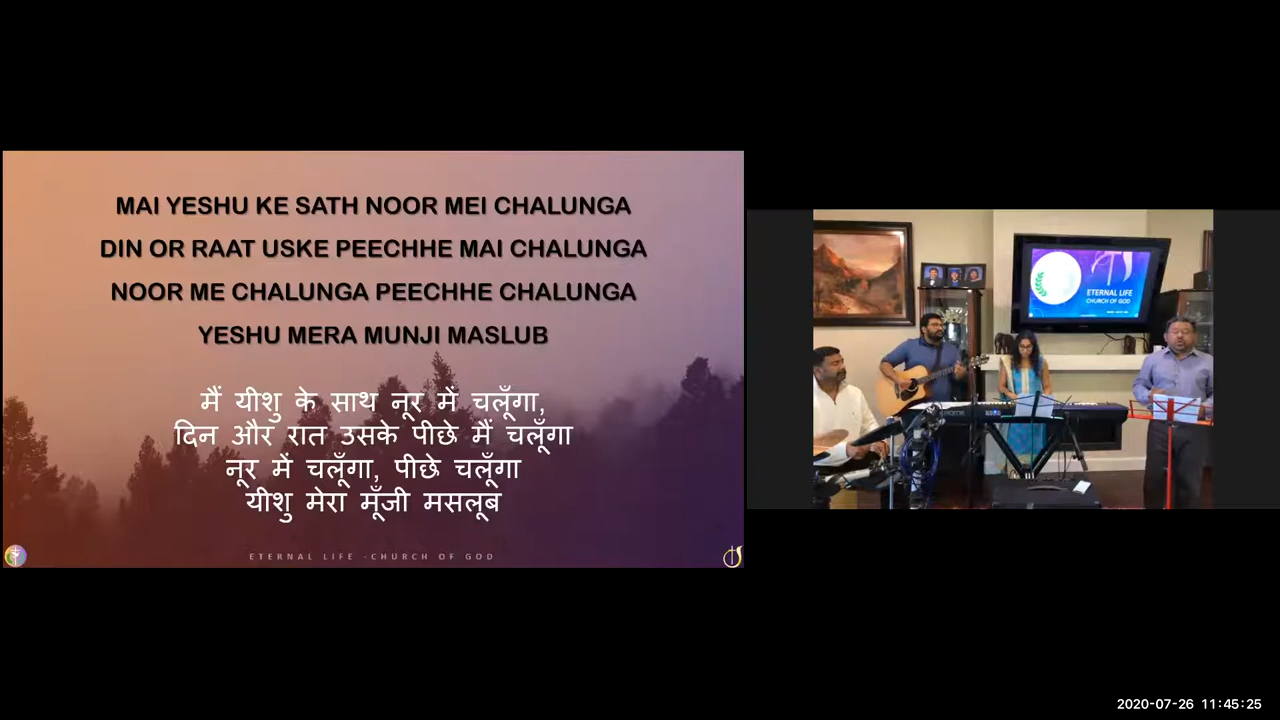 MAI YESHU KE SATH NOOR MEI CHALUNGA
DIN OR RAAT USKE PEECHHE MAI CHALUNGA
NOOR ME CHALUNGA PEECHHE CHALUNGA
YESHU MERA MUNJI MASLUB
मैं यीशु के साथ नूर में चलूँगा,
दिन और रात उसके पीछे मैं चलूँगा
नूर में चलूँगा, पीछे चलूँगा
यीशु मेरा मूँजी मसलूब
ETERNAL LIFE -CHURCH OF GOD
ETERNAL LIFE
CHURCH OF GOD
2020-07-26 11:45:25